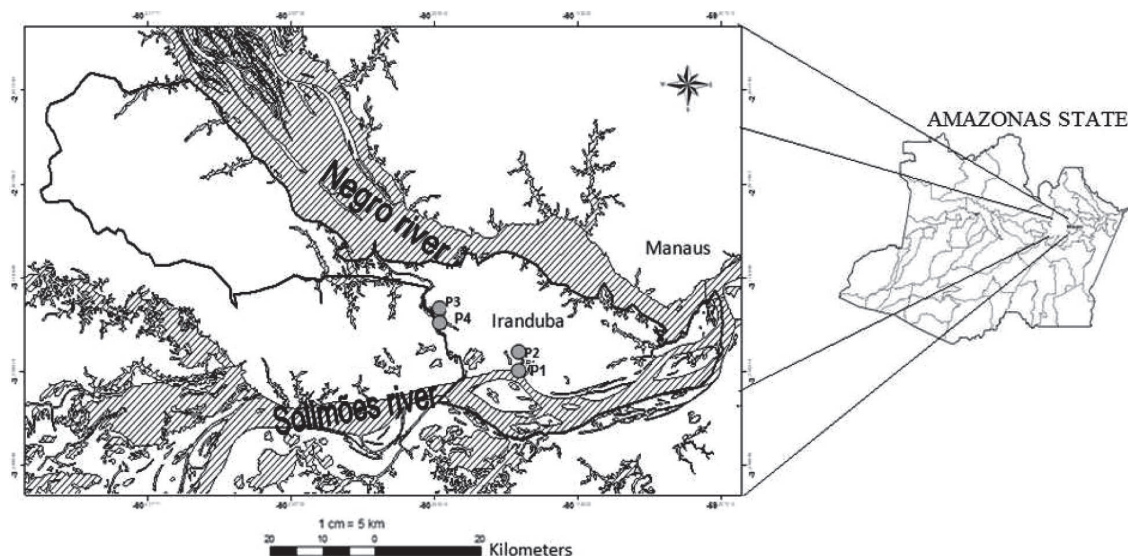 AMAZONAS STATE
Negro river
Manaus
P3
P4
Iranduba
P2
P1
Solimões river
1 cm = 5 km
20 10 0 20
Kilometers